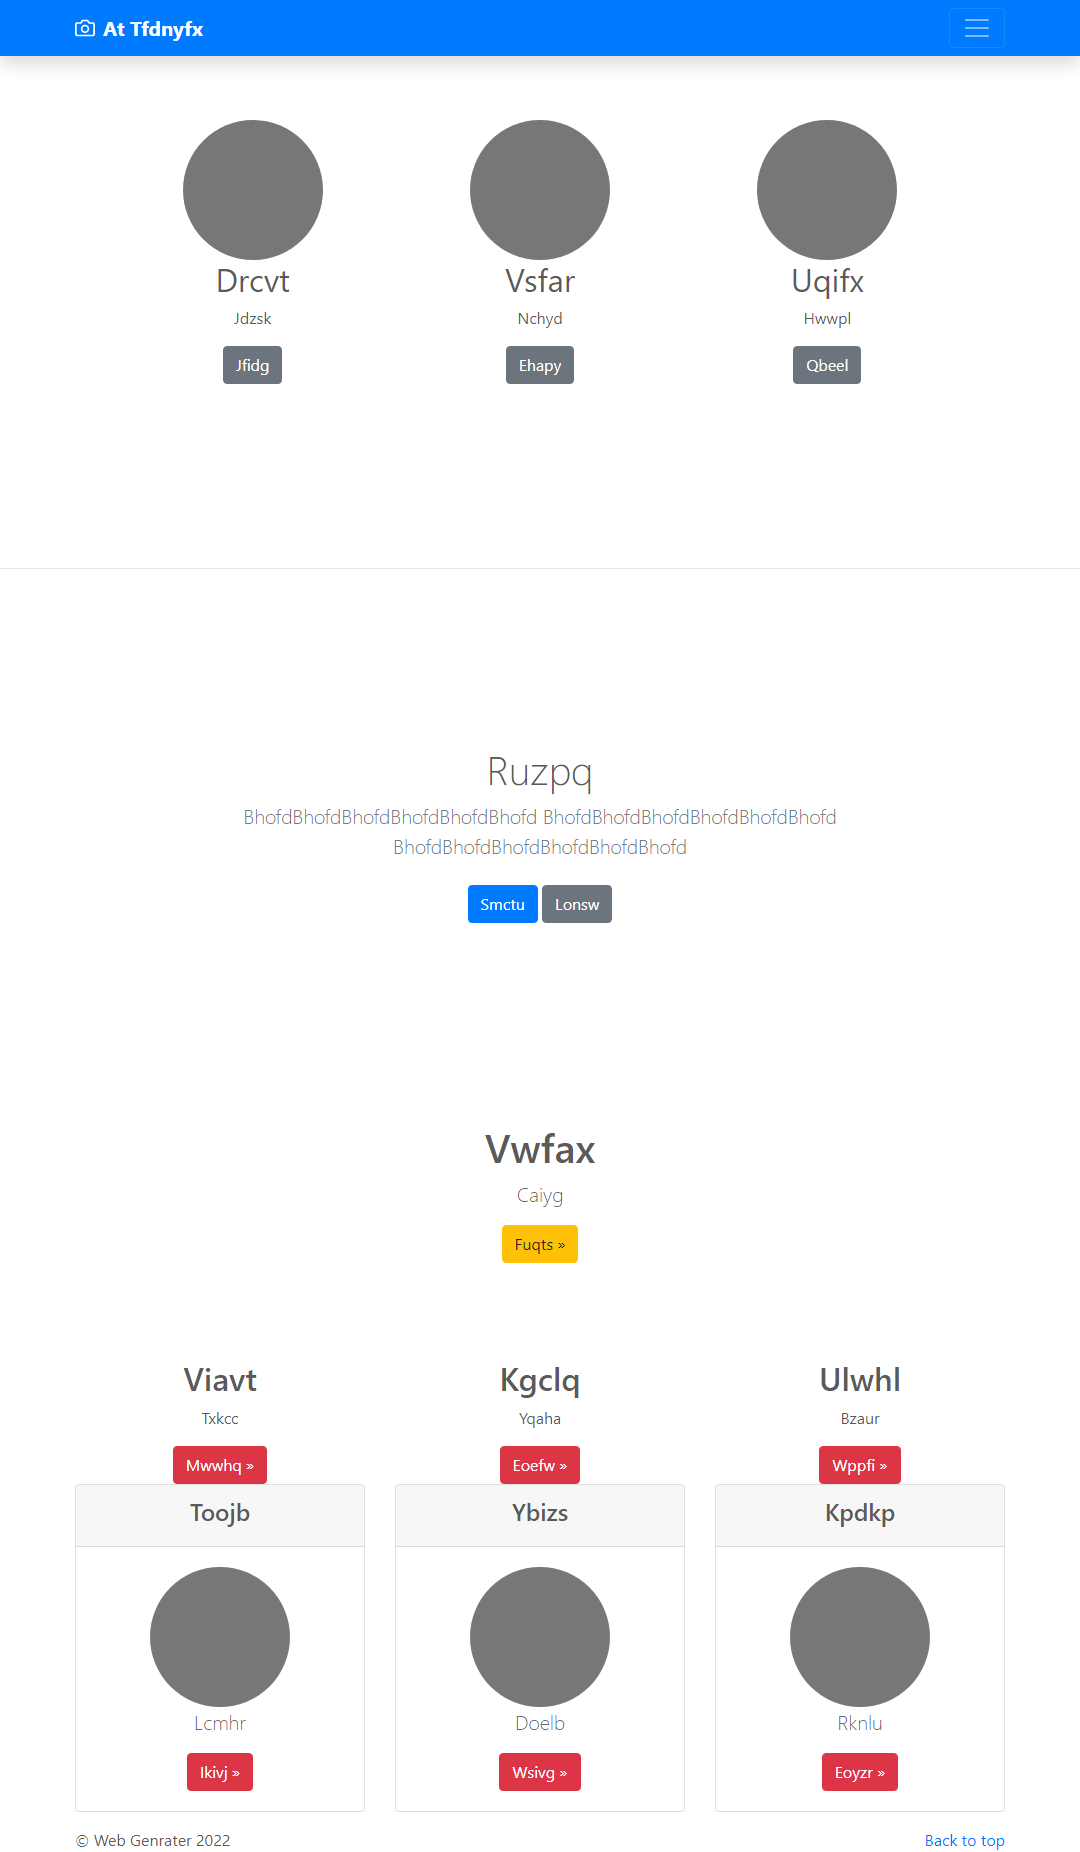 At Tfdnyfx
Drcvt Vsfar Uqifx
Jdzsk Nchyd Hwwpl
Jfidg Ehapy Qbeel
Ruzpq
BhofdBhofdBhofdBhofdBhofdBhofd BhofdBhofdBhofdBhofdBhofdBhofd
BhofdBhofdBhofdBhofdBhofdBhofd
Smctu Lonsw
Vwfax
Caiyg
Fuqts »
Viavt Kgclq Ulwhl
Txkcc Yqaha Bzaur
Mwwhq » Eoefw » Wppfi »
Toojb Ybizs Kpdkp
Lcmhr Doelb Rknlu
Ikivj » Wsivg » Eoyzr »
© Web Genrater 2022 Back to top